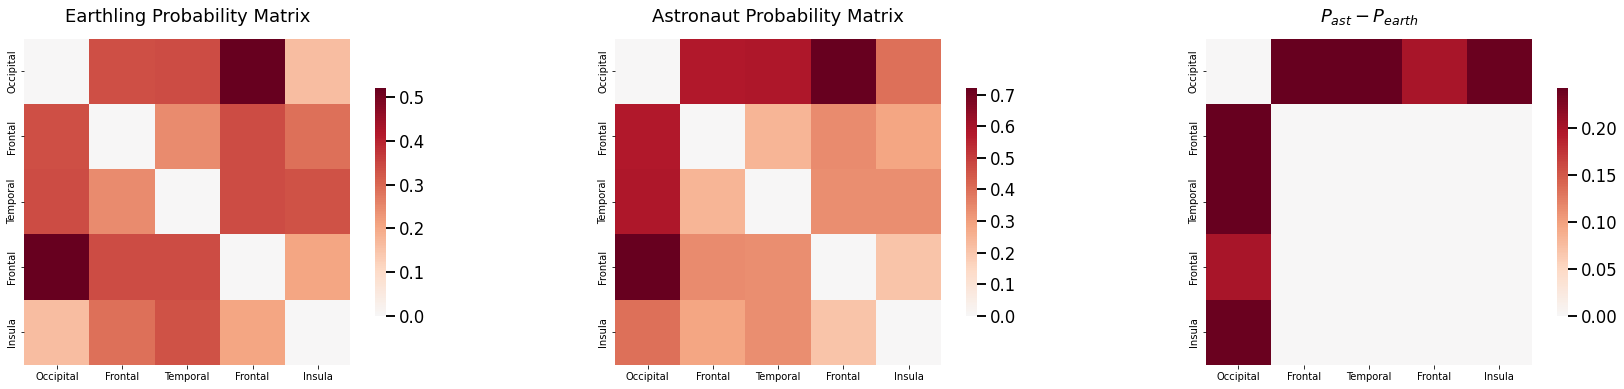 Earthling Probability Matrix
Occipital
Frontal
Temporal
Frontal
Insula
Occipital Frontal Temporal Frontal Insula
0.5
0.4
0.3
0.2
0.1
0.0
Astronaut Probability Matrix
Occipital
Frontal
Temporal
Frontal
Insula
Occipital Frontal Temporal Frontal Insula
0.7
0.6
0.5
0.4
0.3
0.2
0.1
0.0
P_ast − P_earth
Occipital
Frontal
Temporal
Frontal
Insula
Occipital Frontal Temporal Frontal Insula
0.20
0.15
0.10
0.05
0.00